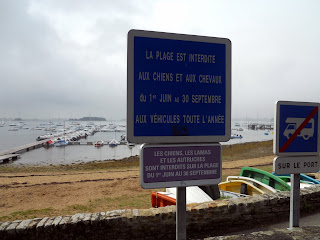 LA PLAGE EST INTERDITE
AUX CHIENS ET AUX CHEVAUX
du 1er JUIN AU 30 SEPTEMBRE
AUX VÉHICULES TOUTE L'ANNÉE
LES CHIENS, LES LAMAS
ET LES AUTRUCHES
SONT INTERDITS SUR LA PLAGE
DU 1er JUIN AU 30 SEPTEMBRE
SUR LE PORT